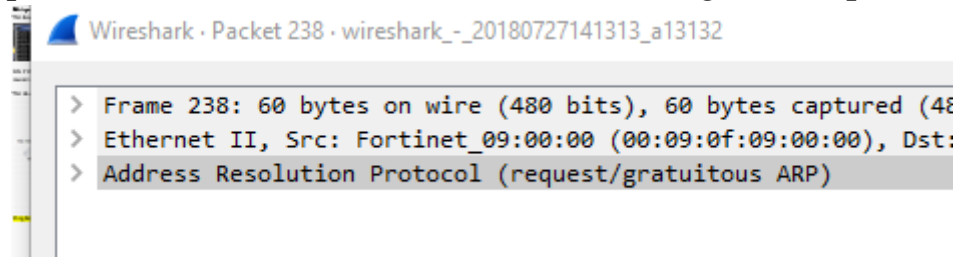 Wireshark · Packet 238 · wireshark_-_20180727141313_a13132
> Frame 238: 60 bytes on wire (480 bits), 60 bytes captured (48
> Ethernet II, Src: Fortinet_09:00:00 (00:09:0f:09:00:00), Dst:
> Address Resolution Protocol (request/gratuitous ARP)